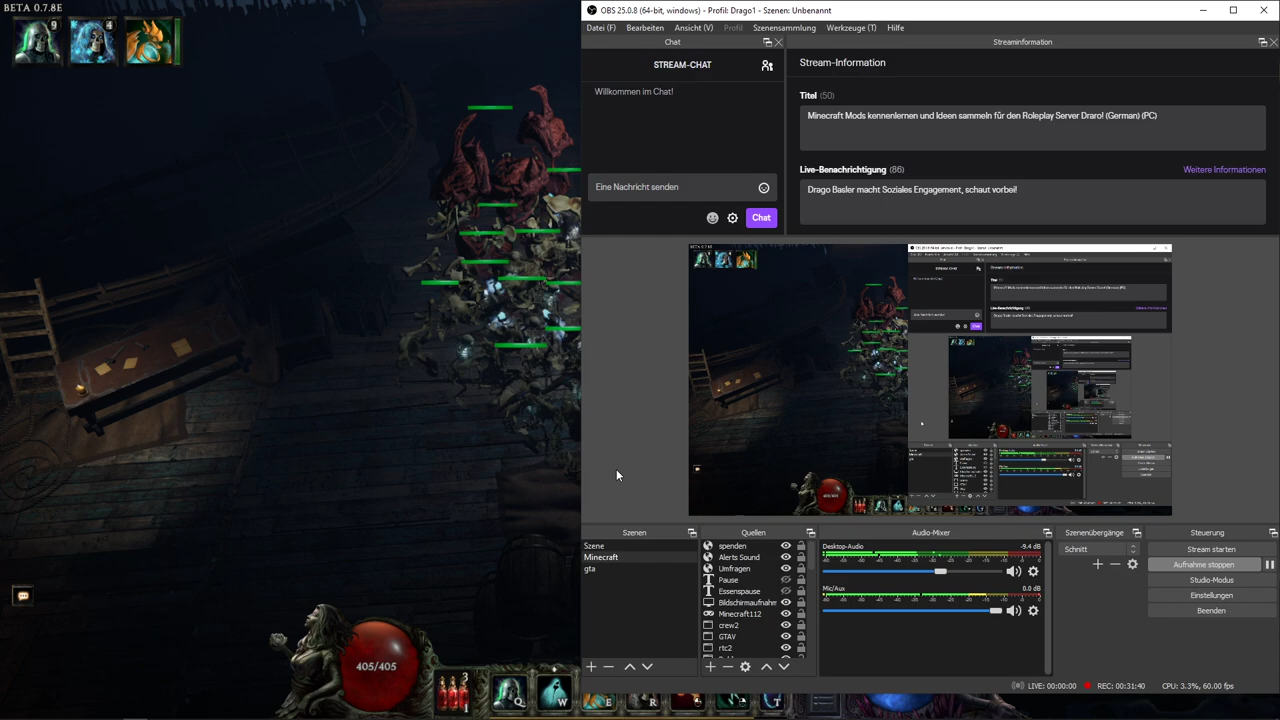 BETA 0.7.8E
9
4
OBS 25.0.8 (64-bit, windows) - Profil: Drago1 - Szenen: Unbenannt
Datei (F) Bearbeiten Ansicht (V) Profil Szenensammlung Werkzeuge (T) Hilfe
Chat
Streaminformation
STREAM-CHAT
Willkommen im Chat!
Eine Nachricht senden
Chat
Stream-Information
Titel (50)
Minecraft Mods kennenlernen und Ideen sammeln für den Roleplay Server Draro! (German) (PC)
Live-Benachrichtigung (86)
Weitere Informationen
Drago Basler macht Soziales Engagement, schaut vorbei!
Szenen
Szene
Minecraft
gta
Quellen
spenden
Alerts Sound
Umfragen
Pause
Essenspause
Bildschirmaufnahm
Minecraft112
crew2
GTAV
rtc2
Audio-Mixer
Desktop-Audio -9.4 dB
Mic/Aux 0.0 dB
Szenenübergänge
Schnitt
Steuerung
Stream starten
Aufnahme stoppen
Studio-Modus
Einstellungen
Beenden
LIVE: 00:00:00 REC: 00:31:40 CPU: 3.3%, 60.00 fps
405/405
3
1
Q
W
E
R
T